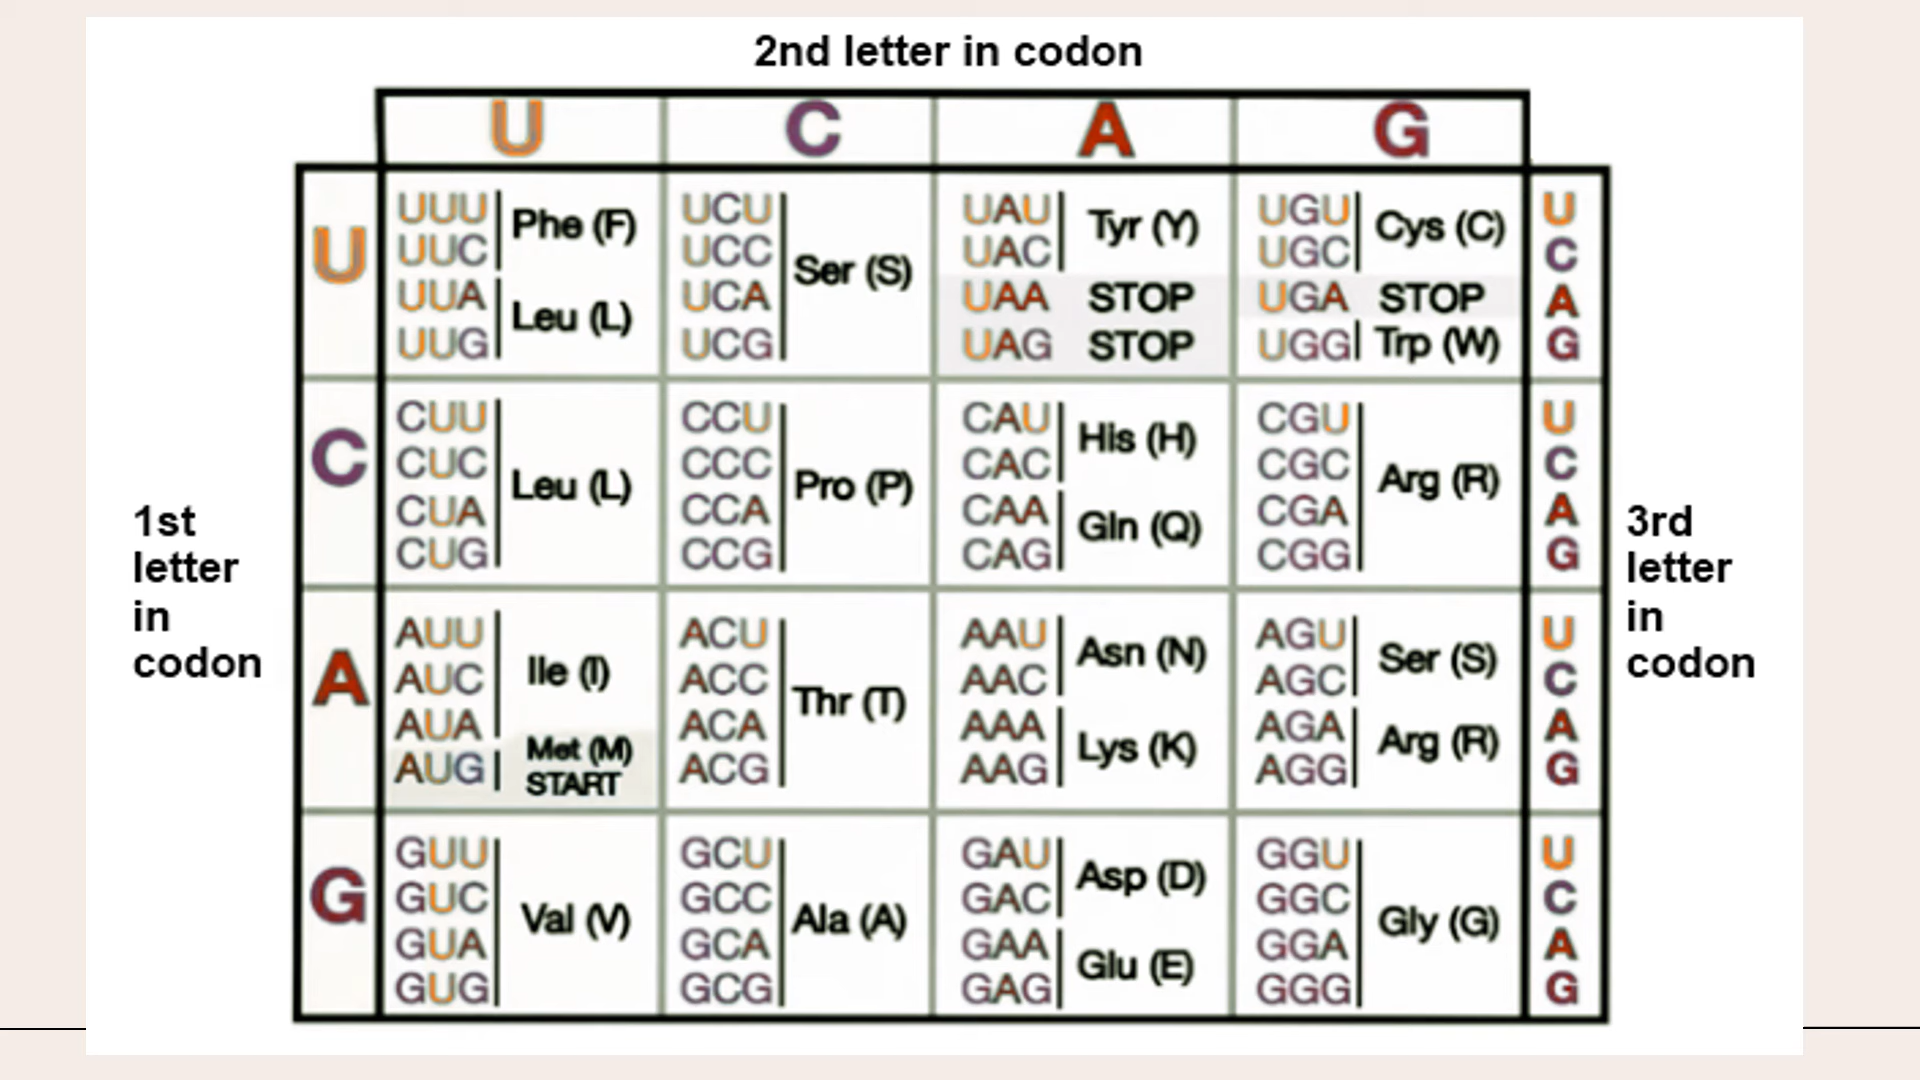 2nd letter in codon
U C A G
U
UUU Phe (F) UCU Ser (S) UAU Tyr (Y) UGU Cys (C) U
UUC UCC UAC UGC C
UUA Leu (L) UCA UAA STOP UGA STOP A
UUG UCG UAG STOP UGG Trp (W) G
C
CUU Leu (L) CCU Pro (P) CAU His (H) CGU Arg (R) U
CUC CCC CAC CGC C
CUA CCA CAA Gln (Q) CGA A
CUG CCG CAG CGG G
1st
letter
in
codon
3rd
letter
in
codon
A
AUU Ile (I) ACU Thr (T) AAU Asn (N) AGU Ser (S) U
AUC ACC AAC AGC C
AUA ACA AAA Lys (K) AGA Arg (R) A
AUG Met (M) START ACG AAG AGG G
G
GUU Val (V) GCU Ala (A) GAU Asp (D) GGU Gly (G) U
GUC GCC GAC GGC C
GUA GCA GAA Glu (E) GGA A
GUG GCG GAG GGG G